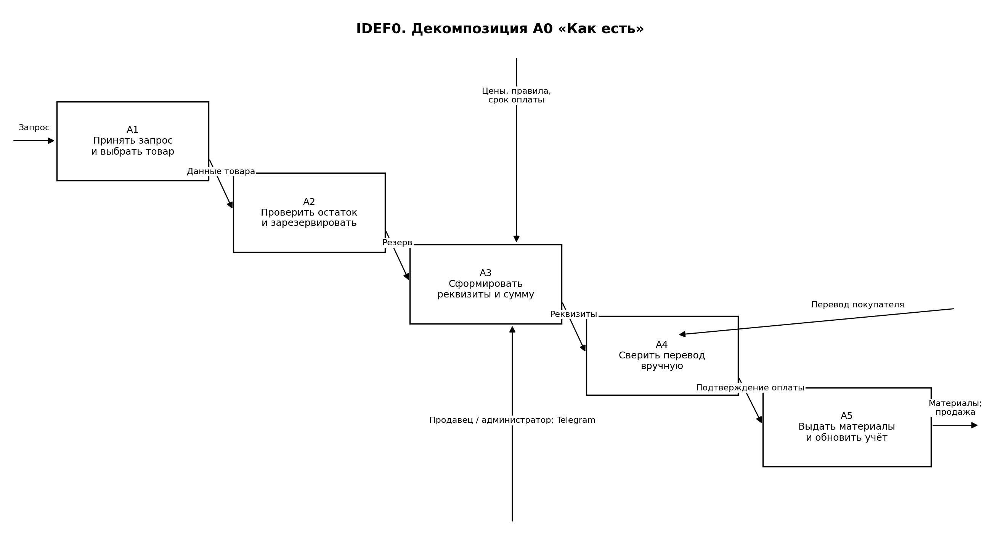 IDEF0. Декомпозиция A0 «Как есть»
Цены, правила,
срок оплаты
Запрос
A1
Принять запрос
и выбрать товар
Данные товара
A2
Проверить остаток
и зарезервировать
Резерв
A3
Сформировать
реквизиты и сумму
Реквизиты
Перевод покупателя
A4
Сверить перевод
вручную
Подтверждение оплаты
Материалы;
продажа
A5
Выдать материалы
и обновить учёт
Продавец / администратор; Telegram